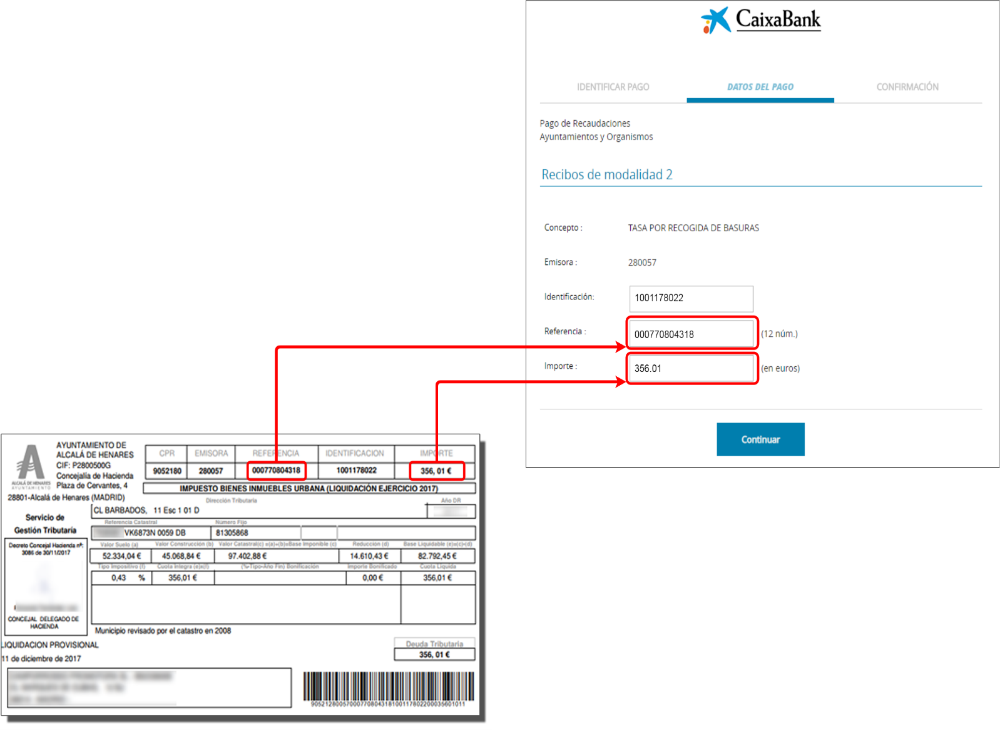 CaixaBank
IDENTIFICAR PAGO
DATOS DEL PAGO
CONFIRMACIÓN
Pago de Recaudaciones
Ayuntamientos y Organismos
Recibos de modalidad 2
Concepto : TASA POR RECOGIDA DE BASURAS
Emisora : 280057
Identificación: 1001178022
Referencia : 000770804318 (12 núm.)
Importe : 356.01 (en euros)
Continuar
AYUNTAMIENTO DE
ALCALÁ DE HENARES
CIF: P2800500G
Concejalía de Hacienda
Plaza de Cervantes, 4
28801-Alcalá de Henares (MADRID)
ALCALÁ DE HENARES
AYUNTAMIENTO
CPR EMISORA REFERENCIA IDENTIFICACION IMPORTE
9052180 280057 000770804318 1001178022 356, 01 €
IMPUESTO BIENES INMUEBLES URBANA (LIQUIDACIÓN EJERCICIO 2017)
Dirección Tributaria Año DR
CL BARBADOS, 11 Esc 1 01 D
Referencia Catastral Número Fijo
VK6873N 0059 DB 81305868
Valor Suelo (a) Valor Construcción (b) Valor Catastral(c) =(a)+(b)=Base Imponible (c) Reducción (d) Base Liquidable (e)=(c)-(d)
52.334,04 € 45.068,84 € 97.402,88 € 14.610,43 € 82.792,45 €
Tipo Impositivo (f) Cuota Integra (e)x(f) (%-Tipo-Año Fin) Bonificación Importe Bonificado Cuota Liquida
0,43 % 356,01 € 0,00 € 356,01 €
Servicio de
Gestión Tributaría
Decreto Concejal Hacienda nº:
3086 de 30/11/2017
CONCEJAL DELEGADO DE
HACIENDA
Municipio revisado por el catastro en 2008
LIQUIDACION PROVISIONAL
11 de diciembre de 2017
Deuda Tributaria
356, 01 €
90521280057000770804318100117802200035601011